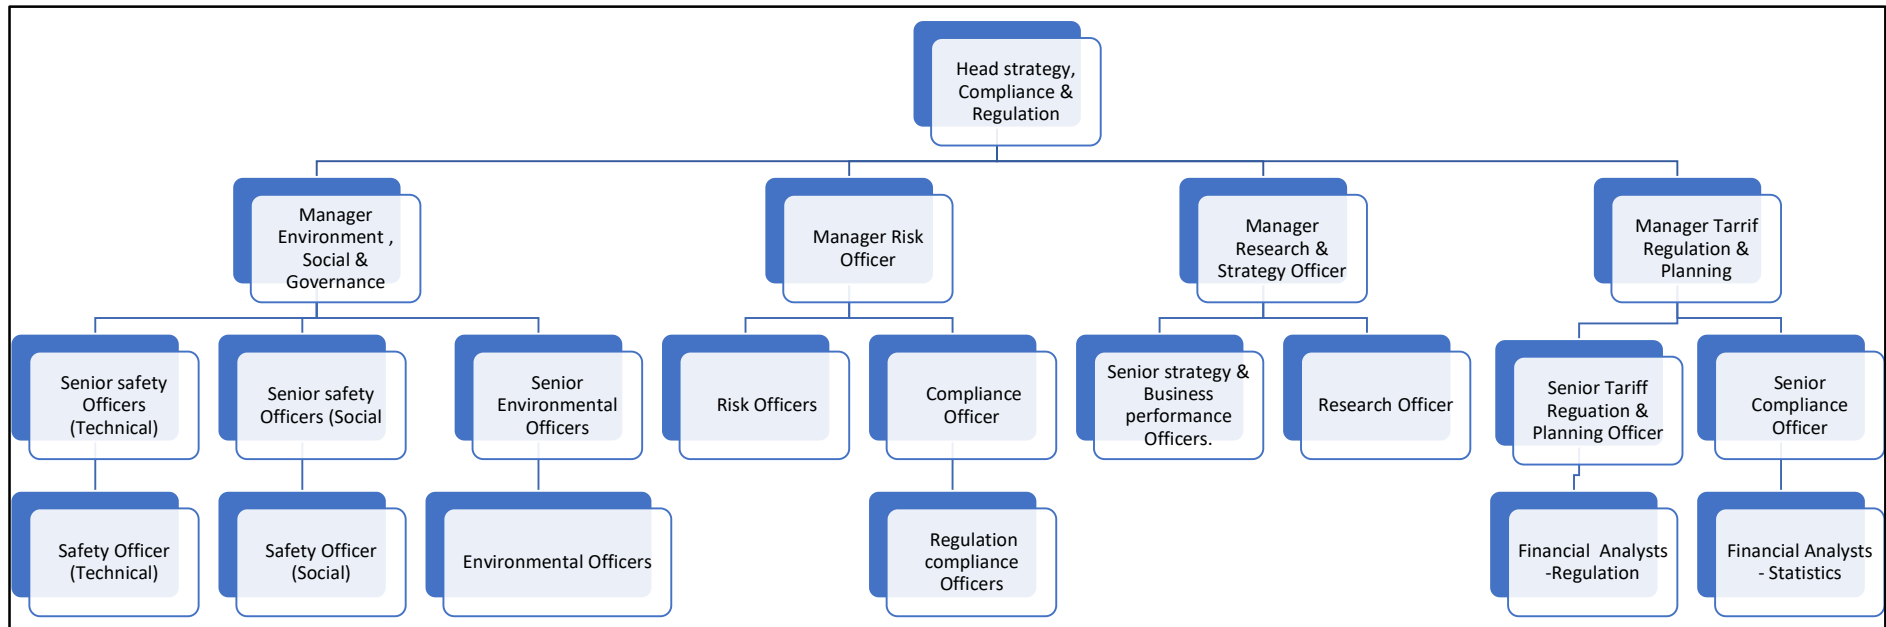 Head strategy,
Compliance &
Regulation
Manager
Environment ,
Social &
Governance
Manager Risk
Officer
Manager
Research &
Strategy Officer
Manager Tarrif
Regulation &
Planning
Senior safety
Officers
(Technical)
Senior safety
Officers (Social
Senior
Environmental
Officers
Risk Officers
Compliance
Officer
Senior strategy &
Business
performance
Officers.
Research Officer
Senior Tariff
Reguation &
Planning Officer
Senior
Compliance
Officer
Safety Officer
(Technical)
Safety Officer
(Social)
Environmental Officers
Regulation
compliance
Officers
Financial Analysts
-Regulation
Financial Analysts
- Statistics